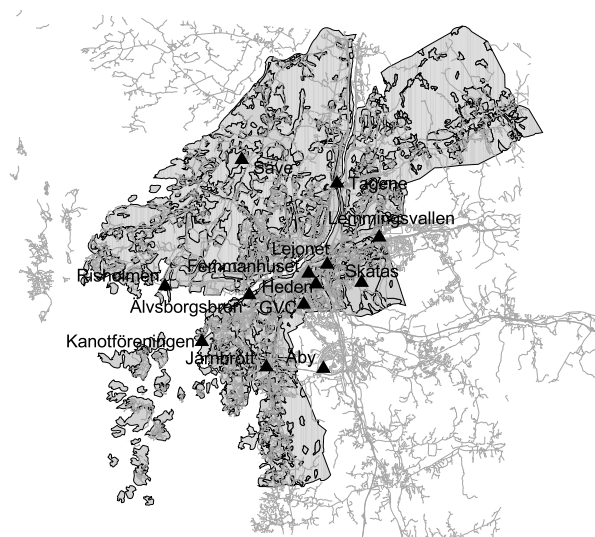 Säve
Tagene
Lemmingsvallen
Lejonet
Femmanhuset
Skatås
Risholmen
Heden
Älvsborgsbron
GVC
Kanotföreningen
Järnbrott
Åby